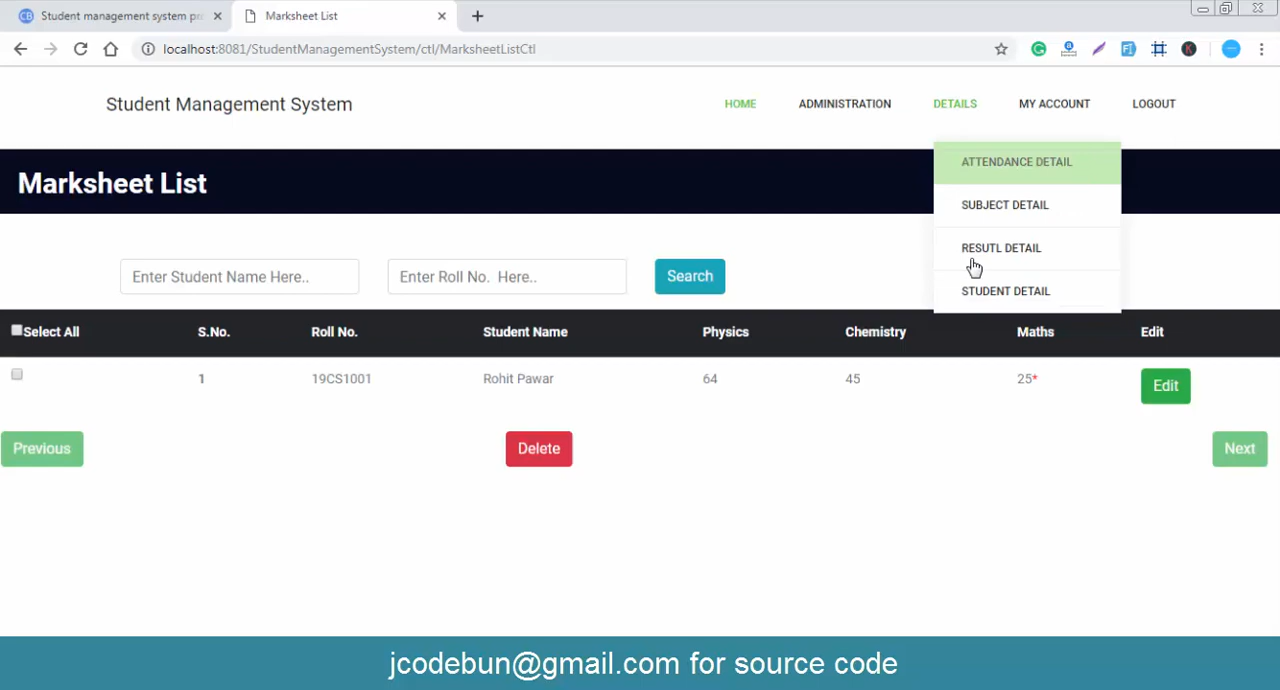 Student management system pr
Marksheet List
localhost:8081/StudentManagementSystem/ctl/MarksheetListCtl
Student Management System
HOME
ADMINISTRATION
DETAILS
MY ACCOUNT
LOGOUT
Marksheet List
ATTENDANCE DETAIL
SUBJECT DETAIL
RESUTL DETAIL
STUDENT DETAIL
Enter Student Name Here..
Enter Roll No. Here..
Search
Select All S.No. Roll No. Student Name Physics Chemistry Maths Edit
1 19CS1001 Rohit Pawar 64 45 25* Edit
Previous Delete Next
jcodebun@gmail.com for source code